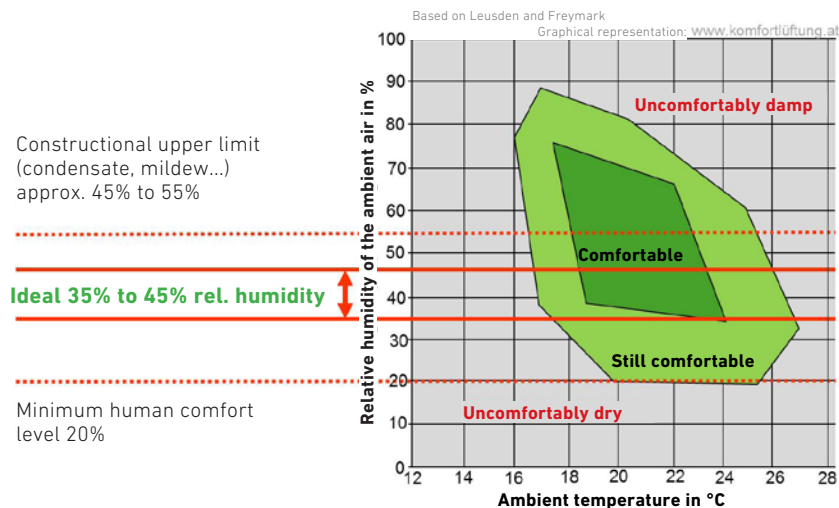 Based on Leusden and Freymark
Graphical representation: www.komfortlüftung.at
Constructional upper limit
(condensate, mildew...)
approx. 45% to 55%
Ideal 35% to 45% rel. humidity
Minimum human comfort
level 20%
Relative humidity of the ambient air in %
100
90
80
70
60
50
40
30
20
10
0
Uncomfortably damp
Comfortable
Still comfortable
Uncomfortably dry
12 14 16 18 20 22 24 26 28
Ambient temperature in °C